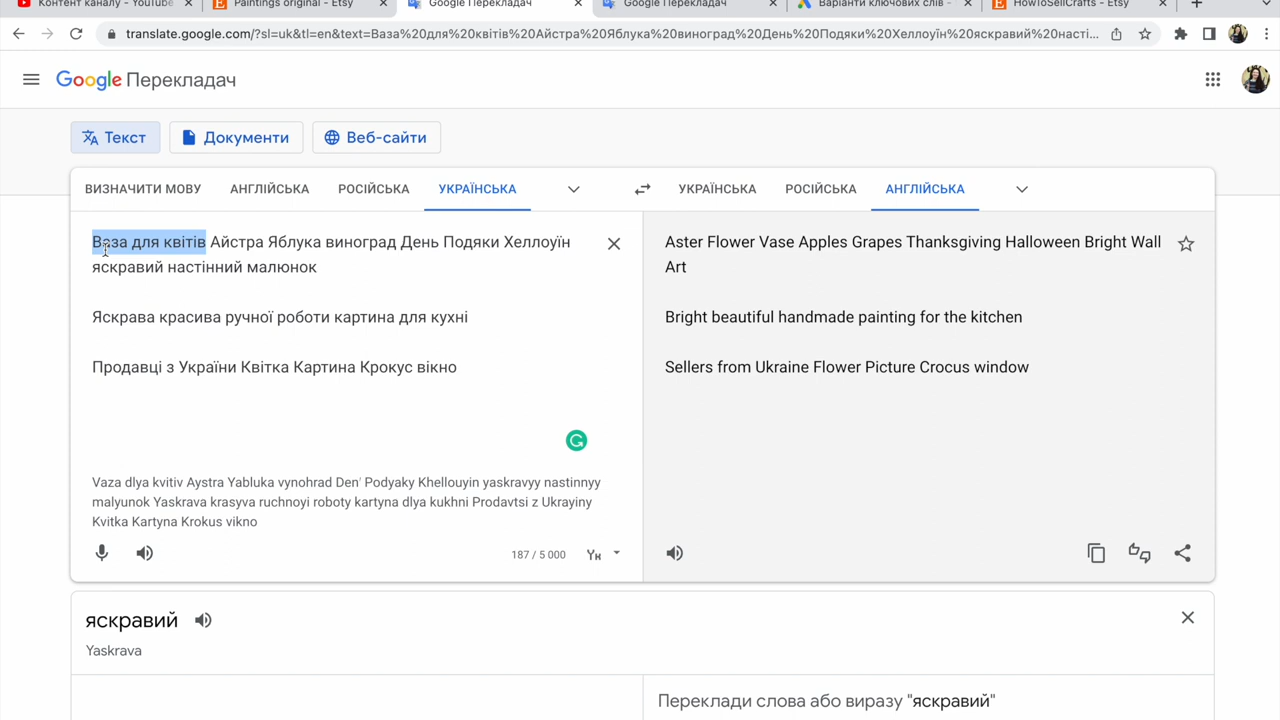 Контент каналу - YouTube
Paintings original - Etsy
Google Перекладач
Google Перекладач
Варіанти ключових слів -
HowToSellCrafts - Etsy
translate.google.com/?sl=uk&tl=en&text=Ваза%20для%20квітів%20Айстра%20Яблука%20виноград%20День%20Подяки%20Хеллоуїн%20яскравий%20насті...
Google Перекладач
Текст
Документи
Веб-сайти
ВИЗНАЧИТИ МОВУ
АНГЛІЙСЬКА
РОСІЙСЬКА
УКРАЇНСЬКА
УКРАЇНСЬКА
РОСІЙСЬКА
АНГЛІЙСЬКА
Ваза для квітів Айстра Яблука виноград День Подяки Хеллоуїн
яскравий настінний малюнок
Яскрава красива ручної роботи картина для кухні
Продавці з України Квітка Картина Крокус вікно
Vaza dlya kvitiv Aystra Yabluka vynohrad Denʹ Podyaky Khellouyin yaskravyy nastinnyy
malyunok Yaskrava krasyva ruchnoyi roboty kartyna dlya kukhni Prodavtsi z Ukrayiny
Kvitka Kartyna Krokus vikno
187 / 5 000
Aster Flower Vase Apples Grapes Thanksgiving Halloween Bright Wall
Art
Bright beautiful handmade painting for the kitchen
Sellers from Ukraine Flower Picture Crocus window
яскравий
Yaskrava
Переклади слова або виразу "яскравий"